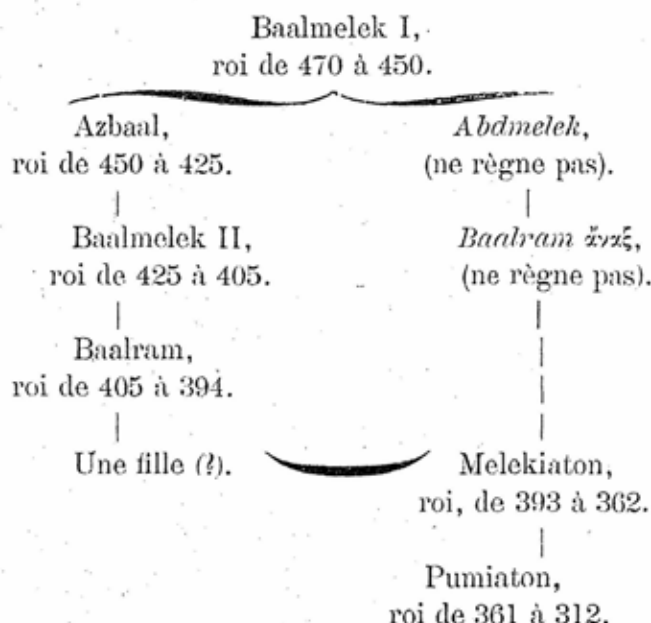 Baalmelek I,
roi de 470 à 450.
Azbaal,
roi de 450 à 425.
Abdmelek,
(ne règne pas).
Baalmelek II,
roi de 425 à 405.
Baalram ἄναξ,
(ne règne pas).
Baalram,
roi de 405 à 394.
Une fille (?).
Melekiaton,
roi, de 393 à 362.
Pumiaton,
roi de 361 à 312.